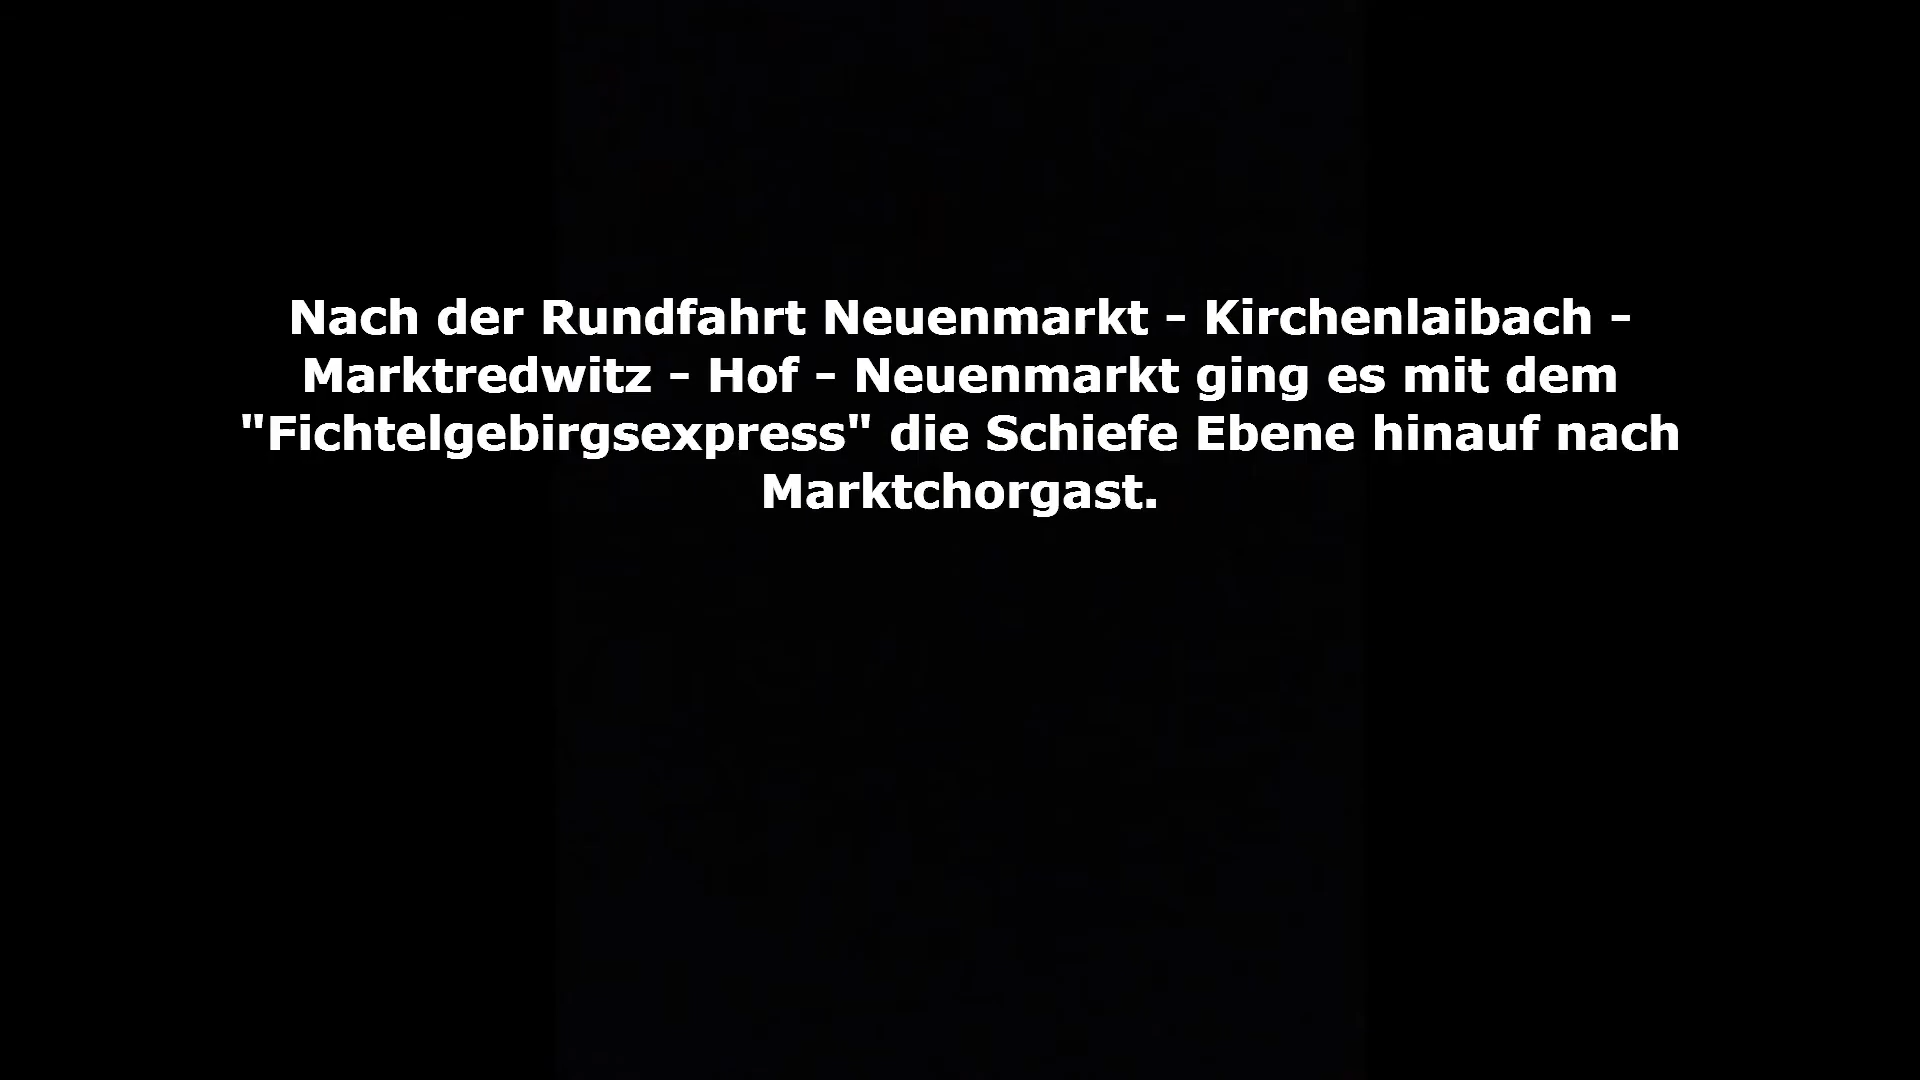 Nach der Rundfahrt Neuenmarkt - Kirchenlaibach -
Marktredwitz - Hof - Neuenmarkt ging es mit dem
"Fichtelgebirgsexpress" die Schiefe Ebene hinauf nach
Marktchorgast.